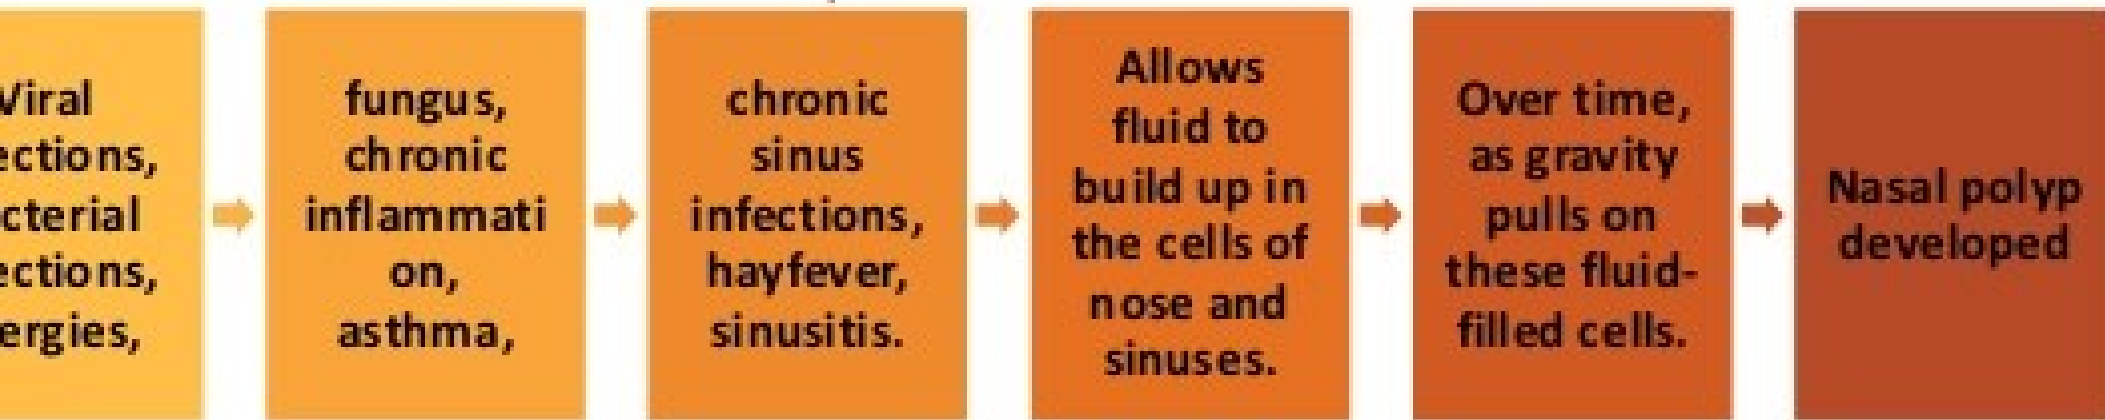 Viral
ections,
cterial
ections,
ergies,
fungus,
chronic
inflammati
on,
asthma,
chronic
sinus
infections,
hayfever,
sinusitis.
Allows
fluid to
build up in
the cells of
nose and
sinuses.
Over time,
as gravity
pulls on
these fluid-
filled cells.
Nasal polyp
developed